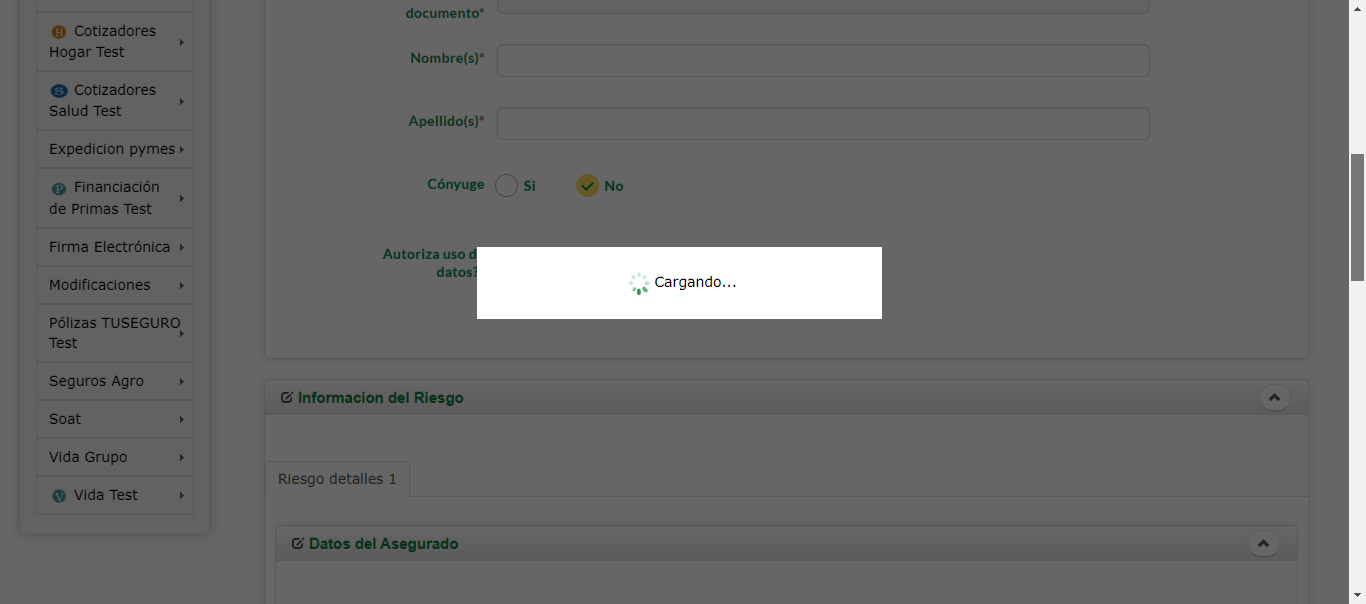 Cotizadores
Hogar Test
Cotizadores
Salud Test
Expedicion pymes
Financiación
de Primas Test
Firma Electrónica
Modificaciones
Pólizas TUSEGURO
Test
Seguros Agro
Soat
Vida Grupo
Vida Test
documento*
Nombre(s)*
Apellido(s)*
Cónyuge Si No
Autoriza uso d
datos?
Cargando...
Informacion del Riesgo
Riesgo detalles 1
Datos del Asegurado